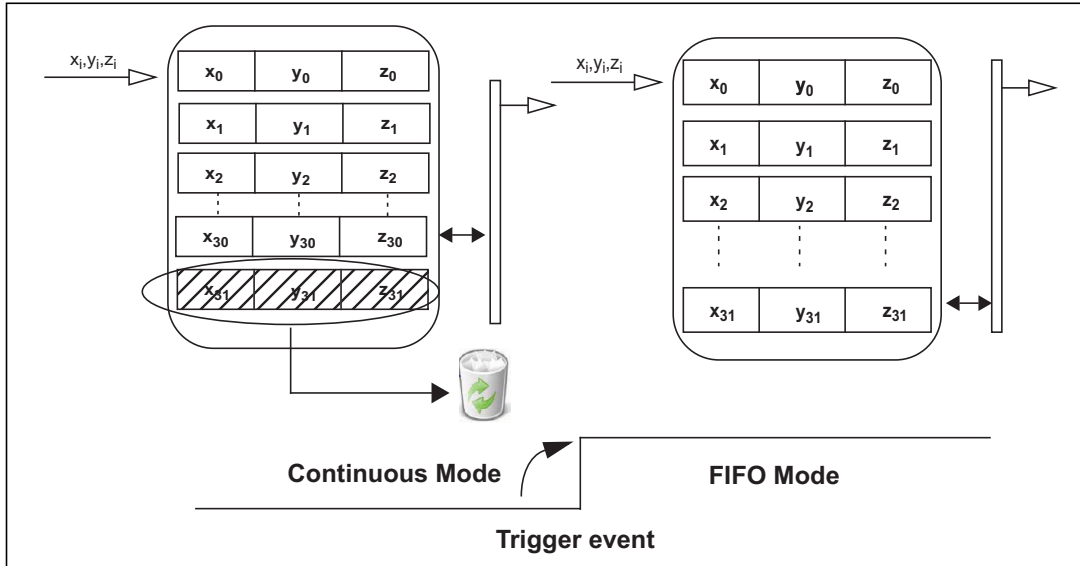 xᵢ,yᵢ,zᵢ
x₀ y₀ z₀
x₁ y₁ z₁
x₂ y₂ z₂
x₃₀ y₃₀ z₃₀
x₃₁ y₃₁ z₃₁
xᵢ,yᵢ,zᵢ
x₀ y₀ z₀
x₁ y₁ z₁
x₂ y₂ z₂
x₃₁ y₃₁ z₃₁
Continuous Mode
FIFO Mode
Trigger event